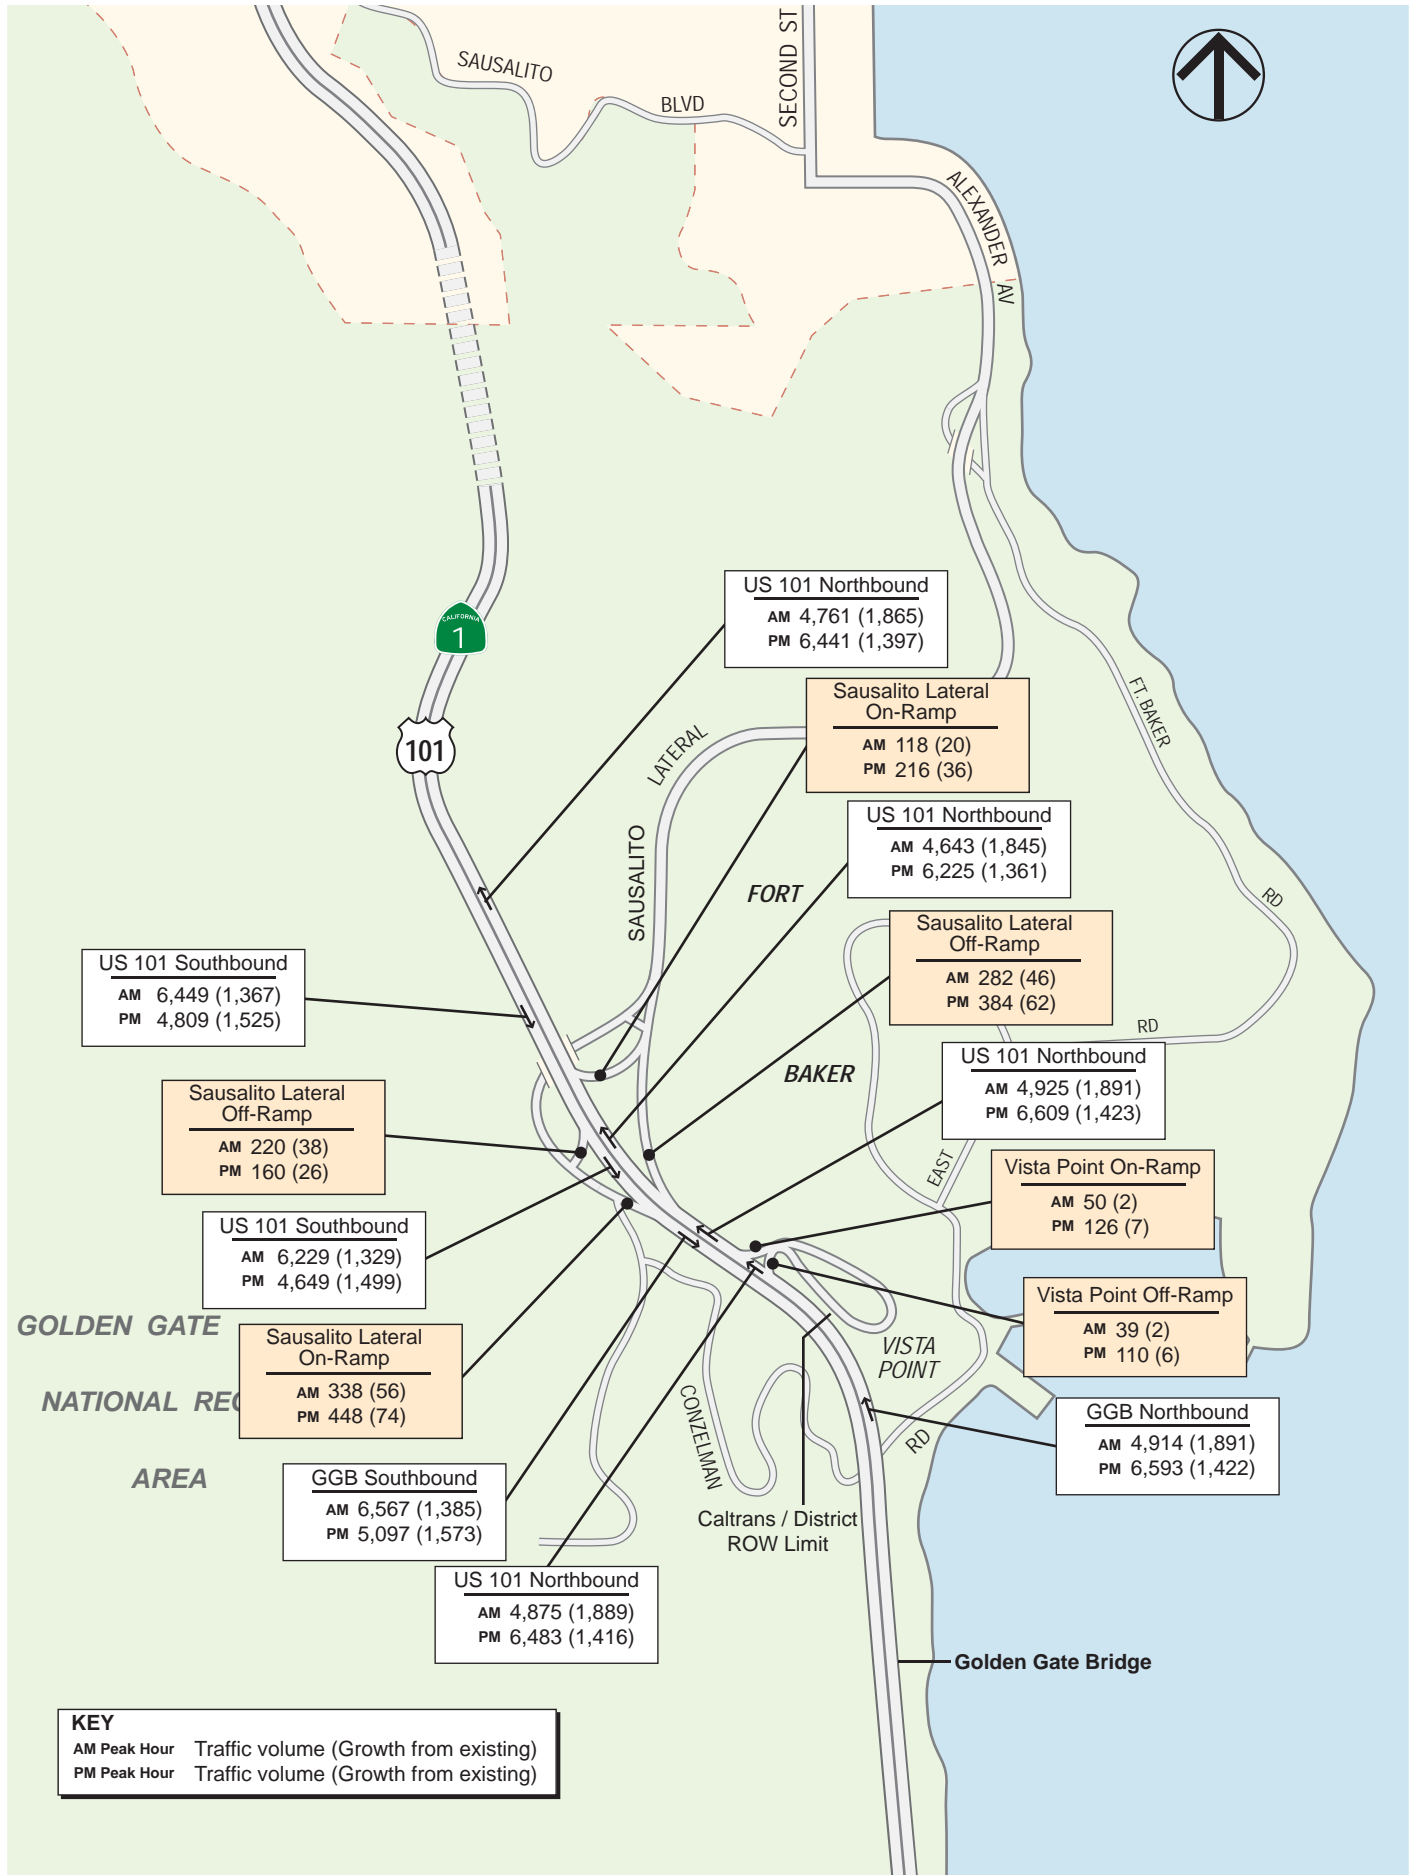 SAUSALITO
BLVD
SECOND ST
ALEXANDER
AV
US 101 Northbound
AM 4,761 (1,865)
PM 6,441 (1,397)
CALIFORNIA
1
101
Sausalito Lateral
On-Ramp
AM 118 (20)
PM 216 (36)
FT. BAKER
RD
LATERAL
SAUSALITO
US 101 Northbound
AM 4,643 (1,845)
PM 6,225 (1,361)
FORT
Sausalito Lateral
Off-Ramp
AM 282 (46)
PM 384 (62)
US 101 Southbound
AM 6,449 (1,367)
PM 4,809 (1,525)
RD
US 101 Northbound
AM 4,925 (1,891)
PM 6,609 (1,423)
BAKER
Sausalito Lateral
Off-Ramp
AM 220 (38)
PM 160 (26)
EAST
Vista Point On-Ramp
AM 50 (2)
PM 126 (7)
US 101 Southbound
AM 6,229 (1,329)
PM 4,649 (1,499)
Vista Point Off-Ramp
AM 39 (2)
PM 110 (6)
GOLDEN GATE
NATIONAL REC
AREA
Sausalito Lateral
On-Ramp
AM 338 (56)
PM 448 (74)
VISTA
POINT
CONZELMAN
RD
GGB Northbound
AM 4,914 (1,891)
PM 6,593 (1,422)
GGB Southbound
AM 6,567 (1,385)
PM 5,097 (1,573)
Caltrans / District
ROW Limit
US 101 Northbound
AM 4,875 (1,889)
PM 6,483 (1,416)
Golden Gate Bridge
KEY
AM Peak Hour Traffic volume (Growth from existing)
PM Peak Hour Traffic volume (Growth from existing)